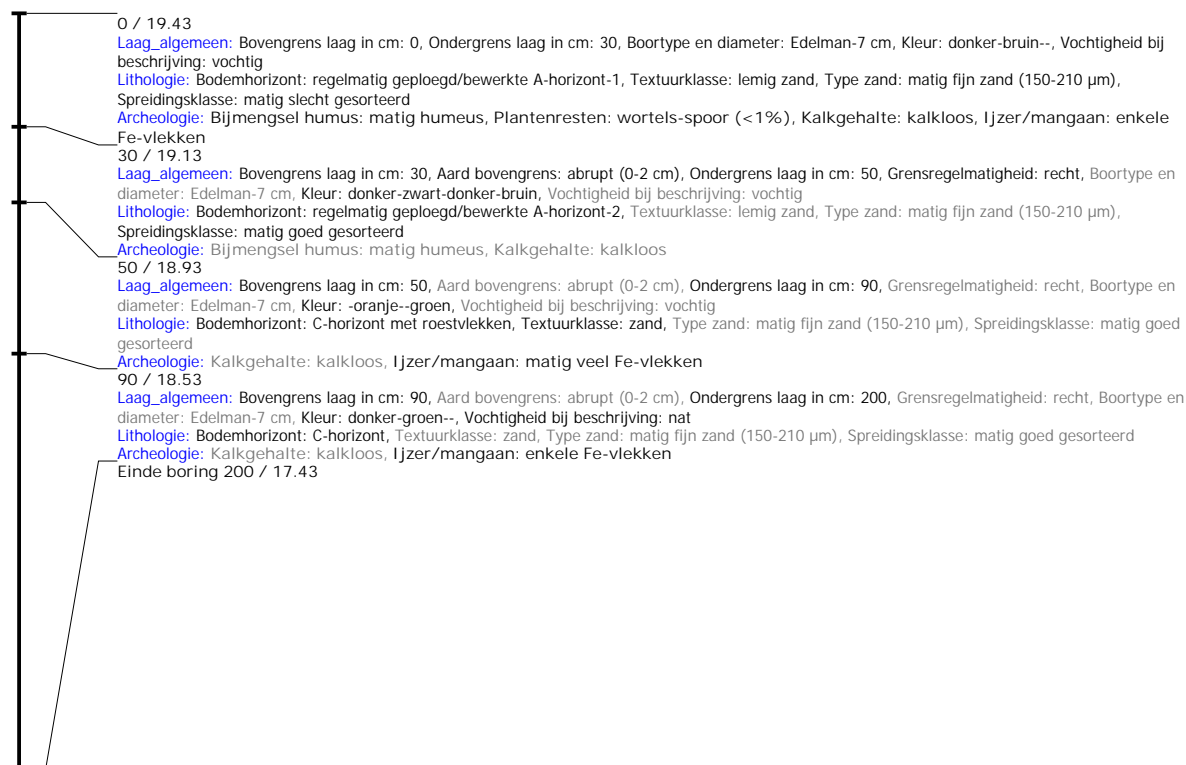 0 / 19.43
Laag_algemeen: Bovengrens laag in cm: 0, Ondergrens laag in cm: 30, Boortype en diameter: Edelman-7 cm, Kleur: donker-bruin--, Vochtigheid bij
beschrijving: vochtig
Lithologie: Bodemhorizont: regelmatig geploegd/bewerkte A-horizont-1, Textuurklasse: lemig zand, Type zand: matig fijn zand (150-210 µm),
Spreidingsklasse: matig slecht gesorteerd
Archeologie: Bijmengsel humus: matig humeus, Plantenresten: wortels-spoor (<1%), Kalkgehalte: kalkloos, Ijzer/mangaan: enkele
Fe-vlekken
30 / 19.13
Laag_algemeen: Bovengrens laag in cm: 30, Aard bovengrens: abrupt (0-2 cm), Ondergrens laag in cm: 50, Grensregelmatigheid: recht, Boortype en
diameter: Edelman-7 cm, Kleur: donker-zwart-donker-bruin, Vochtigheid bij beschrijving: vochtig
Lithologie: Bodemhorizont: regelmatig geploegd/bewerkte A-horizont-2, Textuurklasse: lemig zand, Type zand: matig fijn zand (150-210 µm),
Spreidingsklasse: matig goed gesorteerd
Archeologie: Bijmengsel humus: matig humeus, Kalkgehalte: kalkloos
50 / 18.93
Laag_algemeen: Bovengrens laag in cm: 50, Aard bovengrens: abrupt (0-2 cm), Ondergrens laag in cm: 90, Grensregelmatigheid: recht, Boortype en
diameter: Edelman-7 cm, Kleur: -oranje--groen, Vochtigheid bij beschrijving: vochtig
Lithologie: Bodemhorizont: C-horizont met roestvlekken, Textuurklasse: zand, Type zand: matig fijn zand (150-210 µm), Spreidingsklasse: matig goed
gesorteerd
Archeologie: Kalkgehalte: kalkloos, Ijzer/mangaan: matig veel Fe-vlekken
90 / 18.53
Laag_algemeen: Bovengrens laag in cm: 90, Aard bovengrens: abrupt (0-2 cm), Ondergrens laag in cm: 200, Grensregelmatigheid: recht, Boortype en
diameter: Edelman-7 cm, Kleur: donker-groen--, Vochtigheid bij beschrijving: nat
Lithologie: Bodemhorizont: C-horizont, Textuurklasse: zand, Type zand: matig fijn zand (150-210 µm), Spreidingsklasse: matig goed gesorteerd
Archeologie: Kalkgehalte: kalkloos, Ijzer/mangaan: enkele Fe-vlekken
Einde boring 200 / 17.43